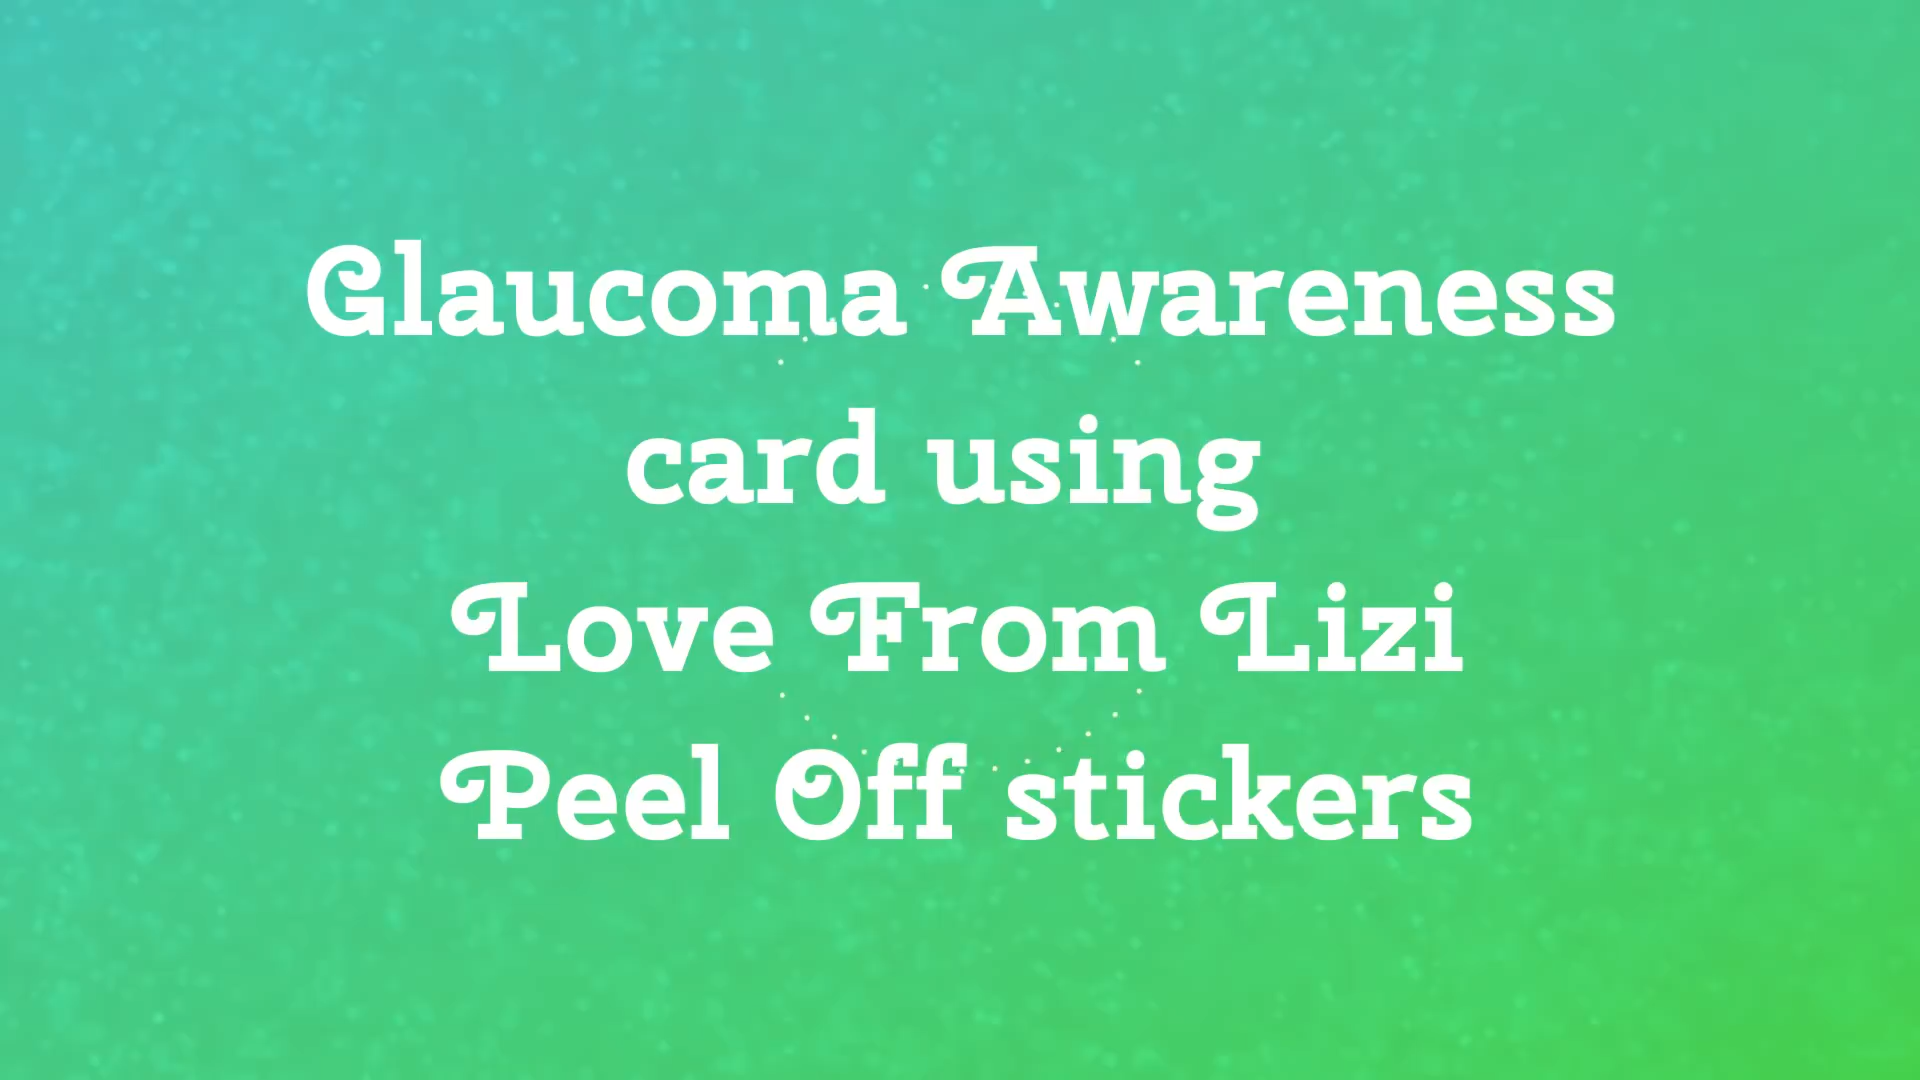 Glaucoma Awareness
card using
Love From Lizi
Peel Off stickers